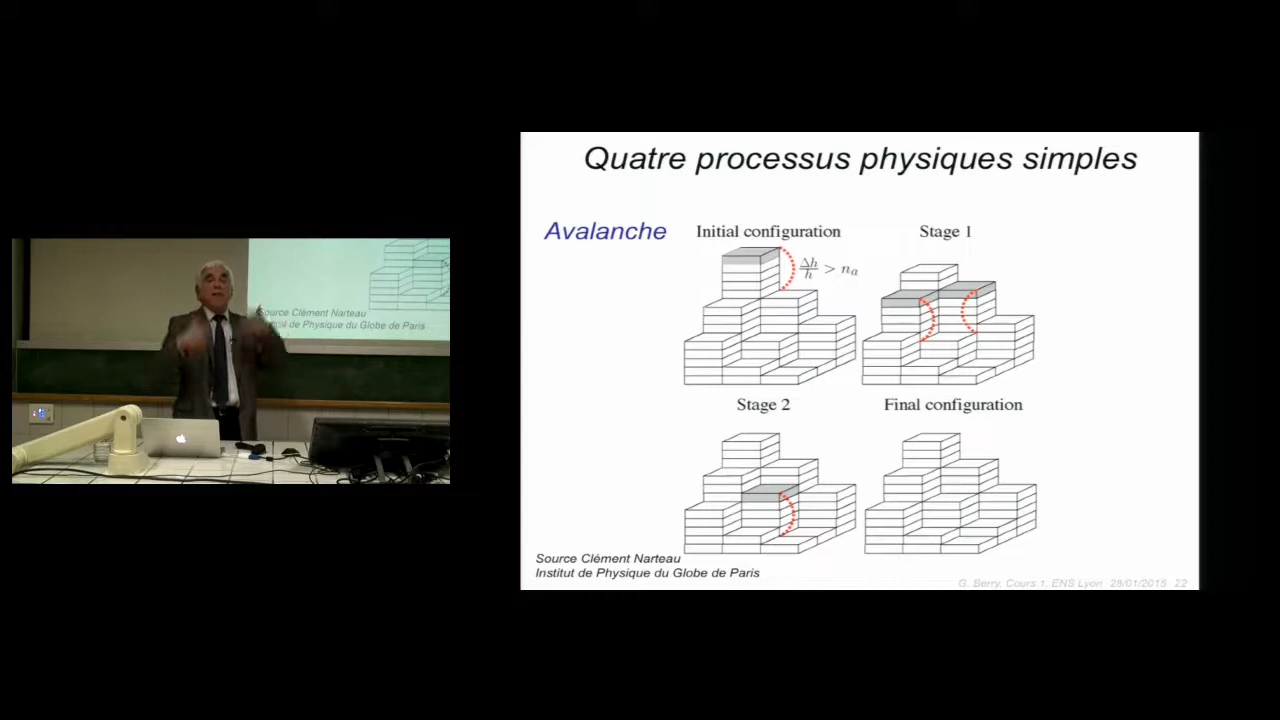 Quatre processus physiques simples
Avalanche
Initial configuration
Stage 1
Δh/h > nₐ
Stage 2
Final configuration
Source Clément Narteau
Institut de Physique du Globe de Paris
G. Berry, Cours 1, ENS Lyon 28/01/2015 22
Source Clément Narteau
de Physique du Globe de Paris